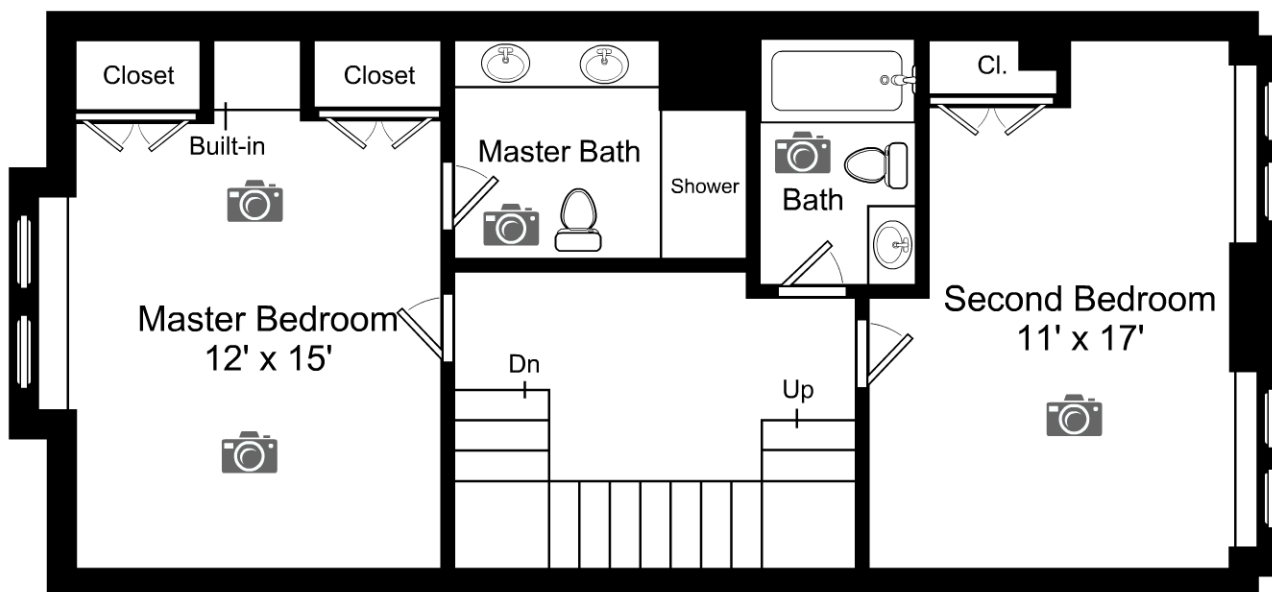 Closet
Closet
Cl.
Built-in
Master Bath
Shower
Bath
Master Bedroom
12' x 15'
Second Bedroom
11' x 17'
Dn
Up